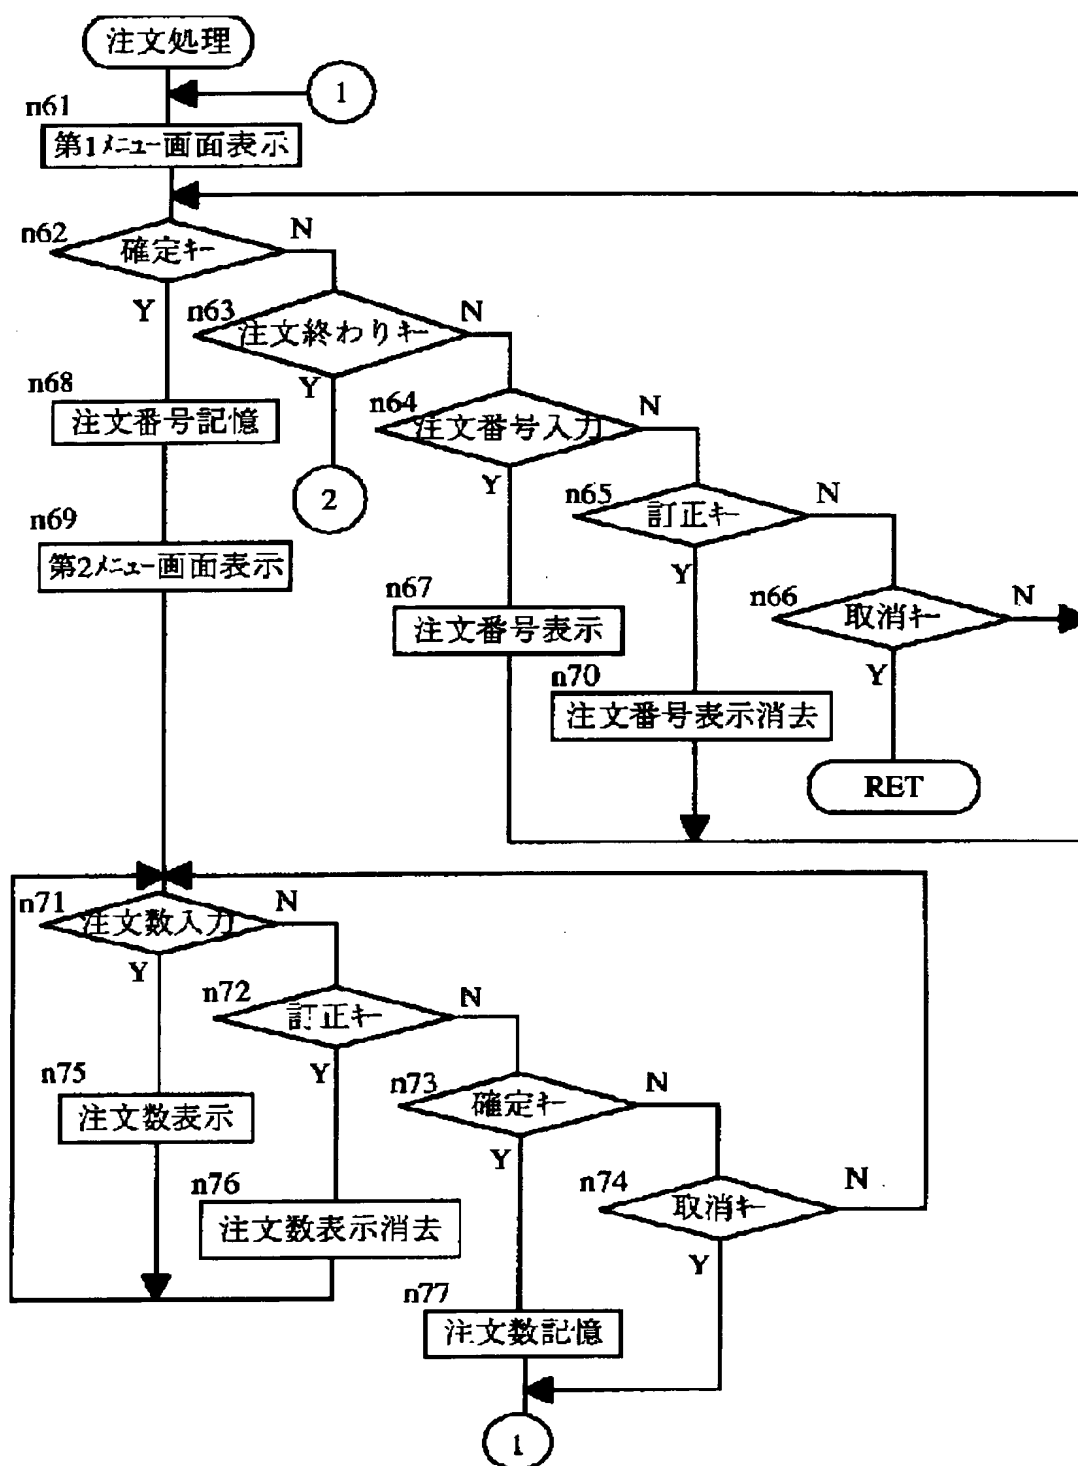 注文処理
1
n61
第1メニュー画面表示
n62
確定キー
N
Y
n63
注文終わりキー
N
Y
n68
注文番号記憶
n64
注文番号入力
N
Y
2
n65
訂正キー
N
Y
n69
第2メニュー画面表示
n67
注文番号表示
n66
取消キー
N
Y
n70
注文番号表示消去
RET
n71
注文数入力
N
Y
n72
訂正キー
N
Y
n75
注文数表示
n73
確定キー
N
Y
n76
注文数表示消去
n74
取消キー
N
Y
n77
注文数記憶
1